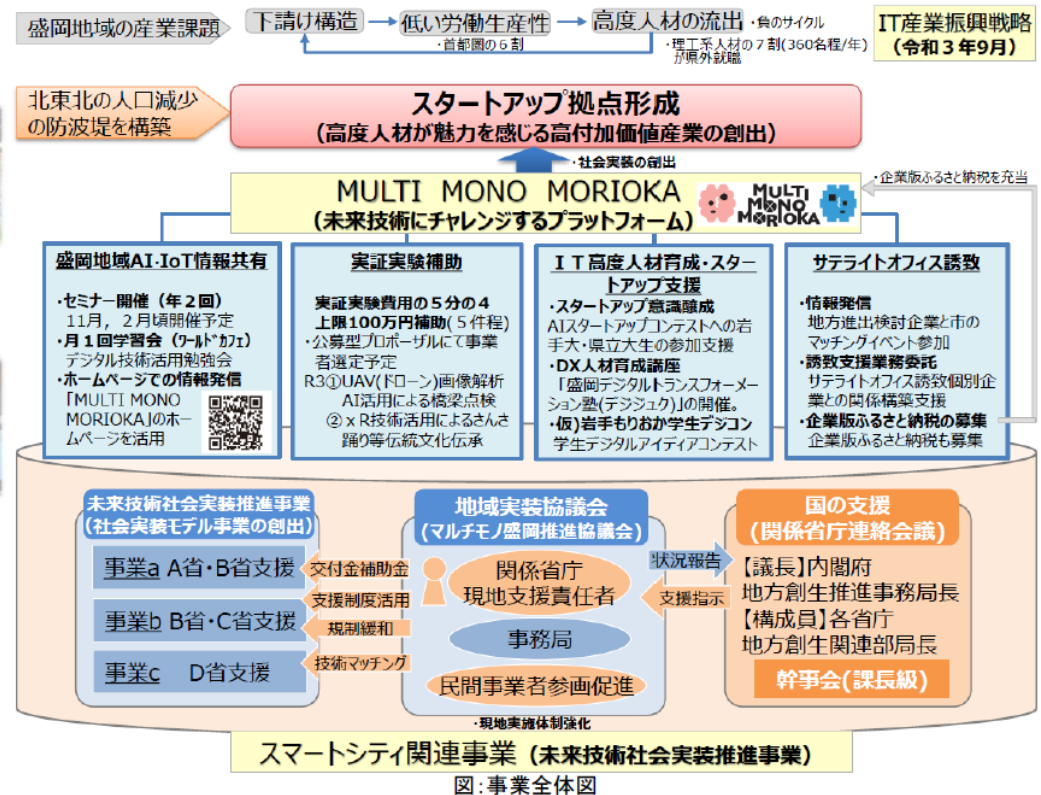 盛岡地域の産業課題
下請け構造
低い労働生産性
・首都圏の６割
高度人材の流出
・負のサイクル
・理工系人材の７割(360名程/年)
が県外就職
IT産業振興戦略
（令和３年9月）
北東北の人口減少
の防波堤を構築
スタートアップ拠点形成
（高度人材が魅力を感じる高付加価値産業の創出）
・社会実装の創出
・企業版ふるさと納税を充当
MULTI MONO MORIOKA
（未来技術にチャレンジするプラットフォーム）
MULTI
MONO
MORIOKA
盛岡地域AI･IoT情報共有
・セミナー開催（年２回）
11月，２月頃開催予定
・月１回学習会（ﾜｰﾙﾄﾞｶﾌｪ）
デジタル技術活用勉強会
・ホームページでの情報発信
「MULTI MONO
MORIOKA」のホー
ムページを活用
実証実験補助
実証実験費用の５分の４
上限100万円補助(５件程)
・公募型プロポーザルにて事業
者選定予定
R3①UAV(ドローン)画像解析
AI活用による橋梁点検
②ｘR技術活用によるさんさ
踊り等伝統文化伝承
ＩＴ高度人材育成・スター
トアップ支援
・スタートアップ意識醸成
AIスタートアップコンテストへの岩
手大・県立大生の参加支援
・DX人材育成講座
「盛岡デジタルトランスフォーメー
ション塾(デジジュク)」の開催。
・仮）岩手もりおか学生デジコン
学生デジタルアイディアコンテスト
サテライトオフィス誘致
・情報発信
地方進出検討企業と市の
マッチングイベント参加
・誘致支援業務委託
サテライトオフィス誘致個別企
業との関係構築支援
・企業版ふるさと納税の募集
企業版ふるさと納税も募集
未来技術社会実装推進事業
（社会実装モデル事業の創出）
事業a A省・B省支援
事業b B省・C省支援
事業c D省支援
交付金補助金
支援制度活用
規制緩和
技術マッチング
地域実装協議会
（マルチモノ盛岡推進協議会）
関係省庁
現地支援責任者
事務局
民間事業者参画促進
状況報告
支援指示
国の支援
（関係省庁連絡会議）
【議長】内閣府
地方創生推進事務局長
【構成員】各省庁
地方創生関連部局長
幹事会(課長級)
・現地実施体制強化
スマートシティ関連事業（未来技術社会実装推進事業）
図：事業全体図